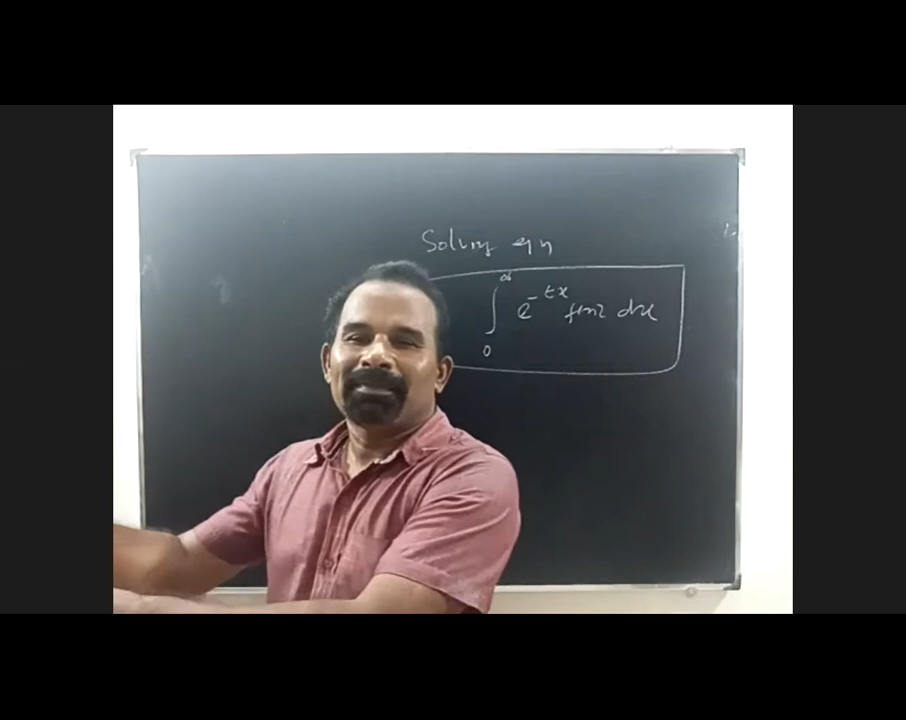 Solving eqn
∞
∫ e^-tx f(x) dx
0